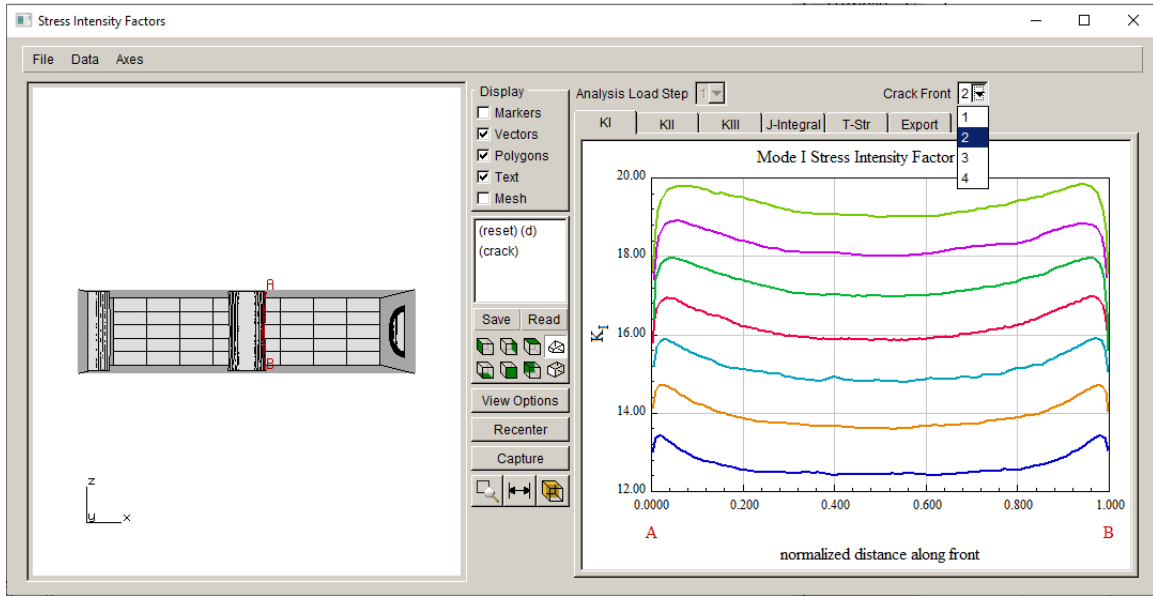 Stress Intensity Factors
File Data Axes
A
B
z
y x
Display
Markers
Vectors
Polygons
Text
Mesh
(reset) (d)
(crack)
Save Read
View Options
Recenter
Capture
Analysis Load Step 1
Crack Front 2
1
2
3
4
KI KII KIII J-Integral T-Str Export
Mode I Stress Intensity Factor
20.00
18.00
16.00
14.00
12.00
KI
0.0000 0.200 0.400 0.600 0.800 1.000
A B
normalized distance along front